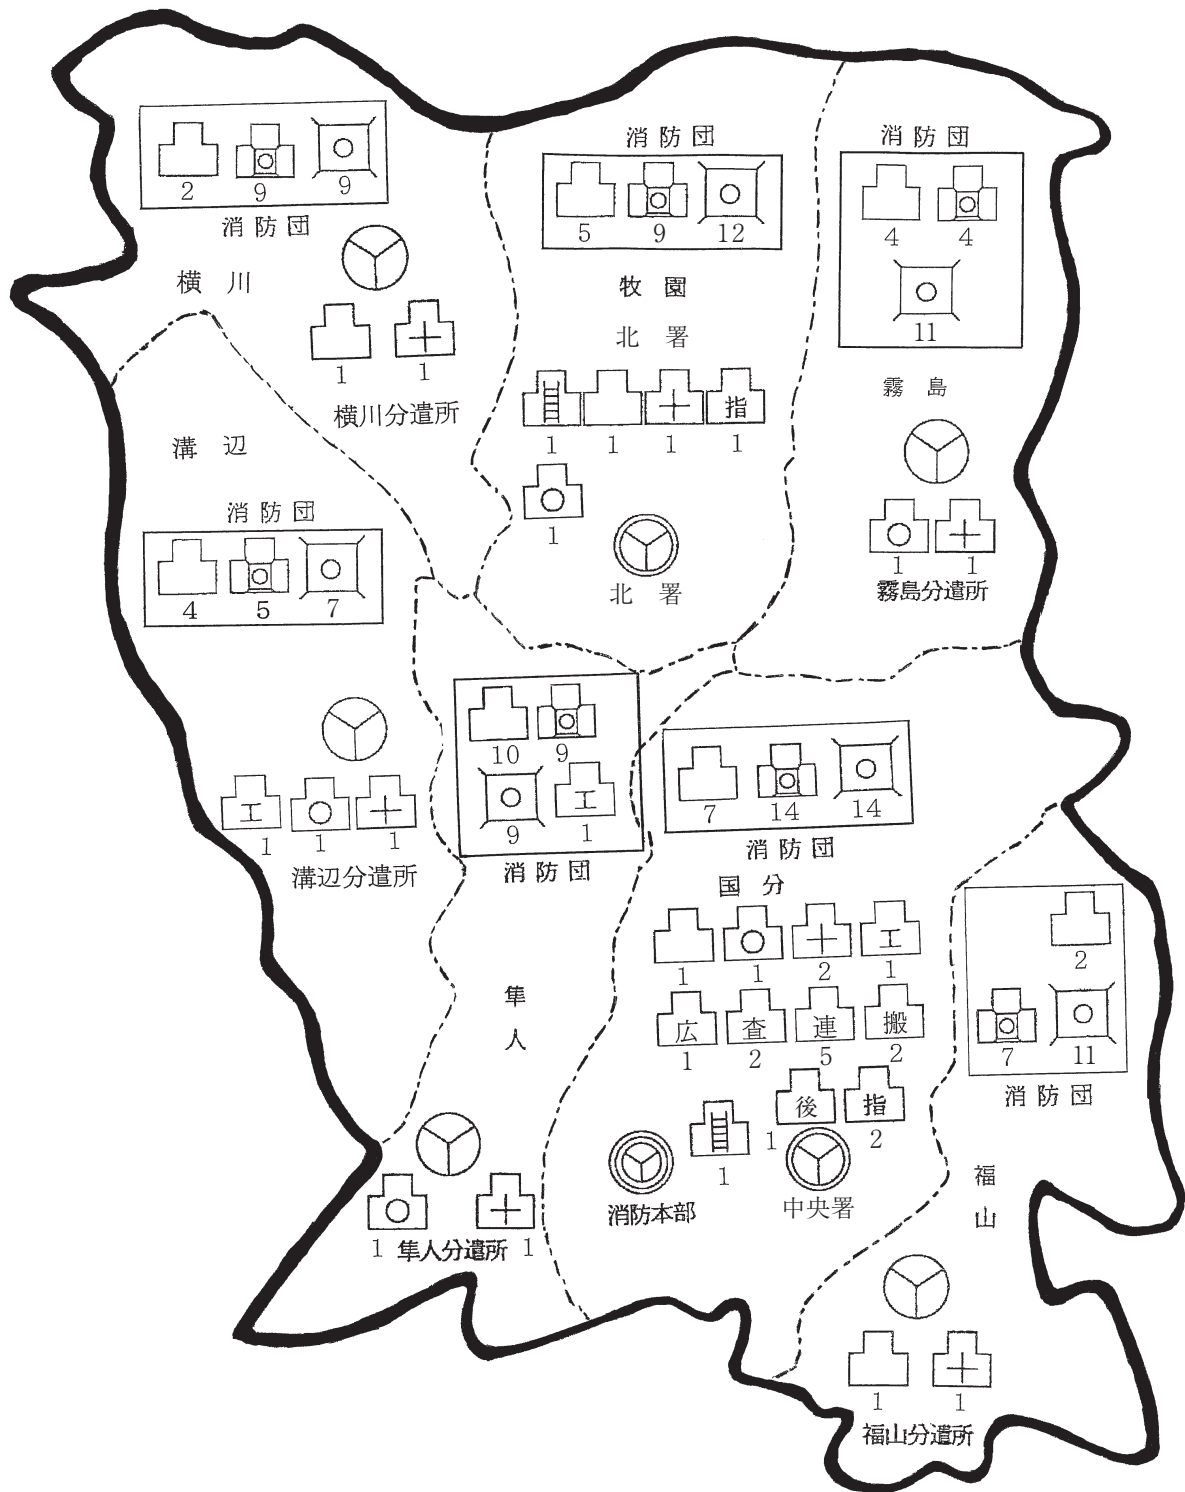 2 9 9
消防団
横川
1 1
横川分遣所
消防団
5 9 12
牧園
北署
指
1 1 1 1
1
北署
消防団
4 4
11
霧島
1 1
霧島分遣所
溝辺
消防団
4 5 7
工
1 1 1
溝辺分遣所
10 9
工
9 1
消防団
隼人
1 隼人分遣所 1
7 14 14
消防団
国分
工
1 1 2 1
広 査 連 搬
1 2 5 2
後 指
1 2
1
消防本部
中央署
2
7 11
消防団
福山
1 1
福山分遣所